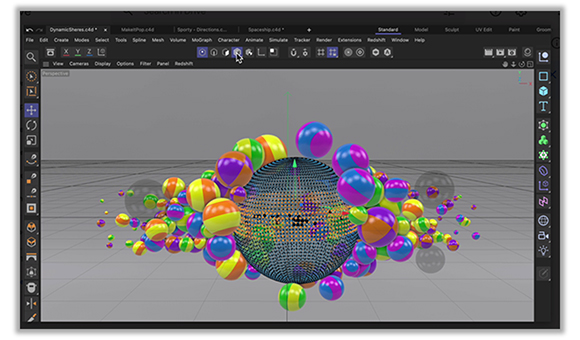 DynamicSheres.c4d * MaketPop.c4d Sporty - Directions.c... Spaceship.c4d * Standard Model Sculpt UV Edit Paint Groom
File Edit Create Modes Select Tools Spline Mesh Volume MoGraph Character Animate Simulate Tracker Render Extensions Redshift Window Help
X Y Z
View Cameras Display Options Filter Panel Redshift
Perspective